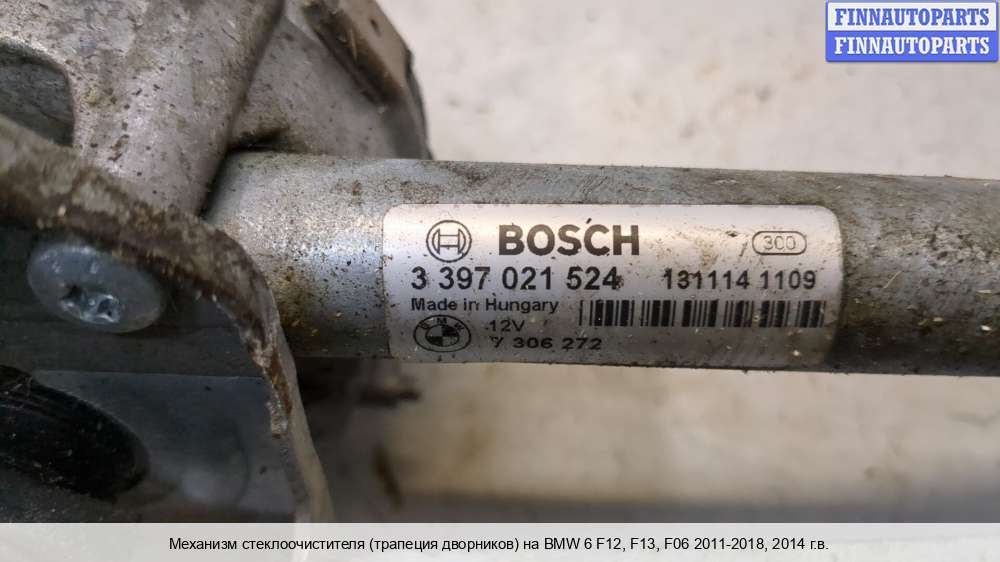 FINNAUTOPARTS
FINNAUTOPARTS
BOSCH
300
3 397 021 524
131114 1109
Made in Hungary
12V
BMW
7 306 272
Механизм стеклоочистителя (трапеция дворников) на BMW 6 F12, F13, F06 2011-2018, 2014 г.в.